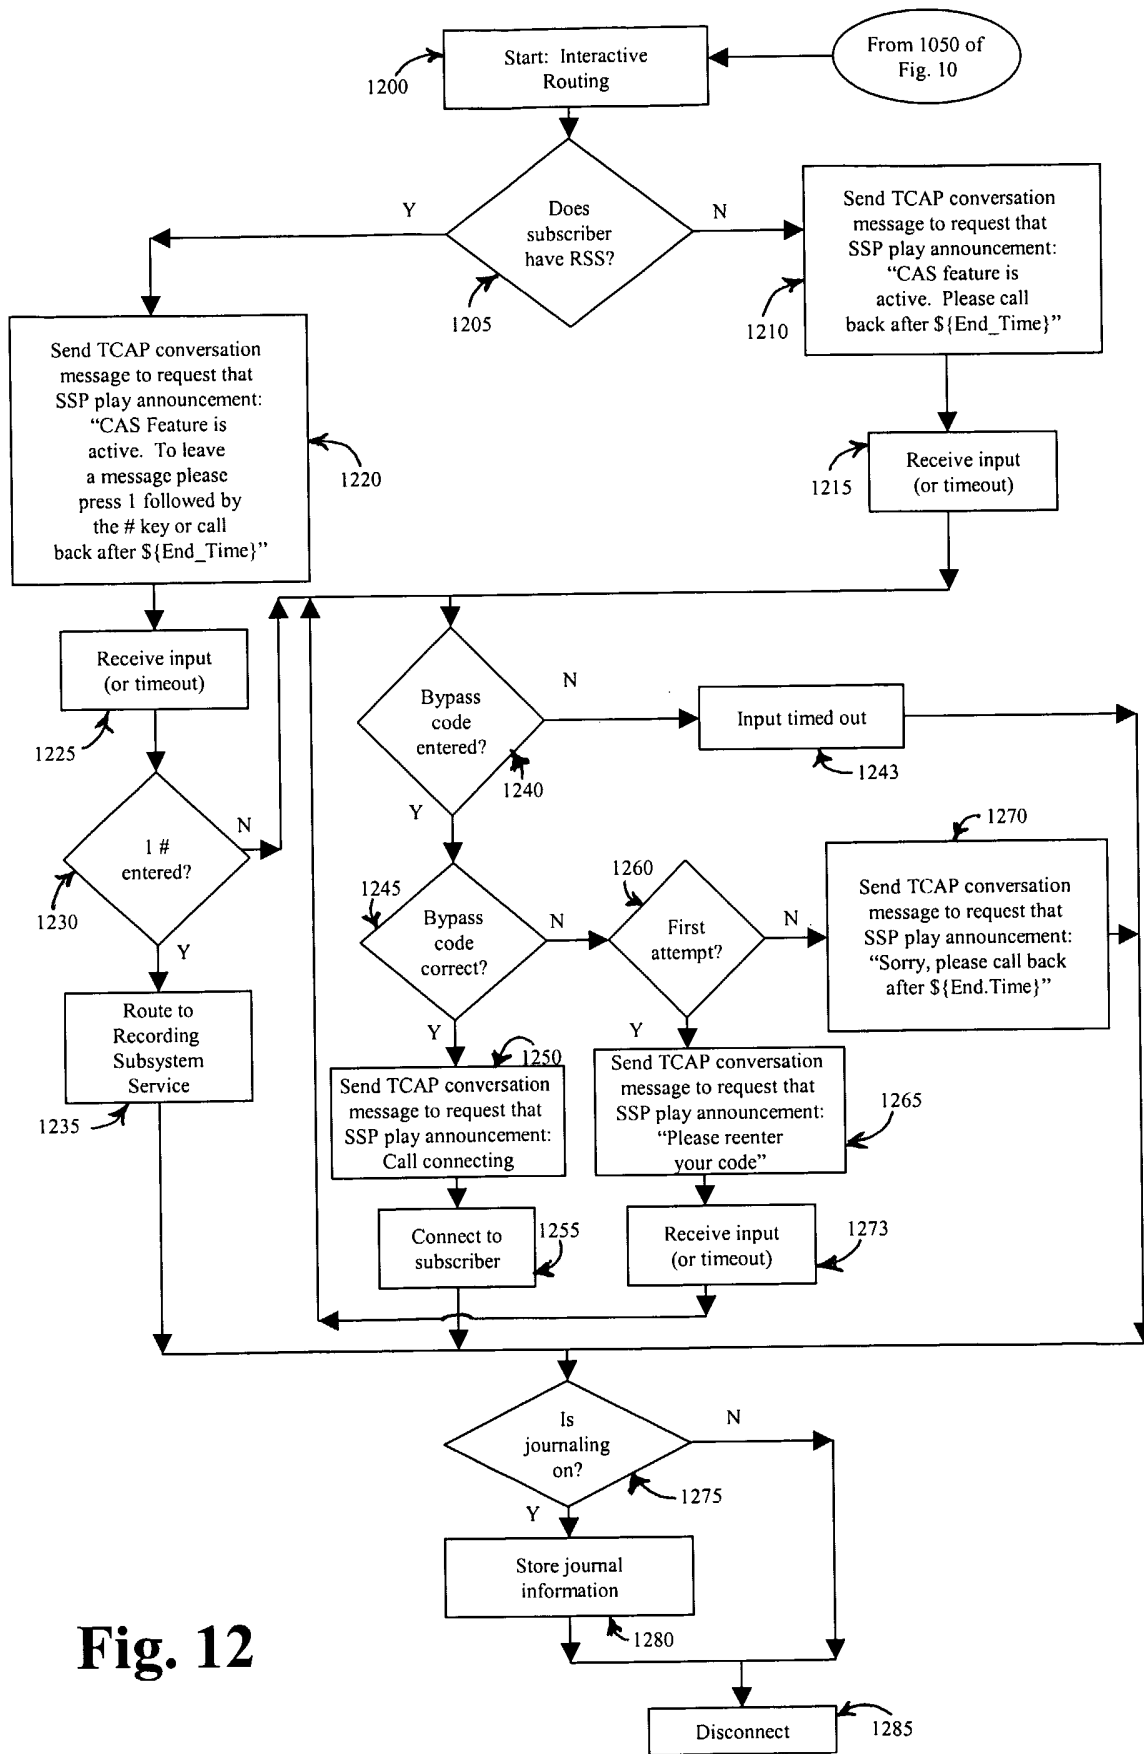 Start: Interactive
Routing
1200
From 1050 of
Fig. 10
Does
subscriber
have RSS?
Y
N
1205
Send TCAP conversation
message to request that
SSP play announcement:
“CAS feature is
active. Please call
back after ${End_Time}”
1210
Send TCAP conversation
message to request that
SSP play announcement:
“CAS Feature is
active. To leave
a message please
press 1 followed by
the # key or call
back after ${End_Time}”
1220
Receive input
(or timeout)
1215
Receive input
(or timeout)
1225
Bypass
code
entered?
N
Y
1240
Input timed out
1243
1 #
entered?
N
Y
1230
Bypass
code
correct?
1245
N
Y
First
attempt?
1260
N
Y
Send TCAP conversation
message to request that
SSP play announcement:
“Sorry, please call back
after ${End.Time}”
1270
Route to
Recording
Subsystem
Service
1235
1250
Send TCAP conversation
message to request that
SSP play announcement:
Call connecting
Send TCAP conversation
message to request that
SSP play announcement:
“Please reenter
your code”
1265
Connect to
subscriber
1255
Receive input
(or timeout)
1273
Is
journaling
on?
N
Y
1275
Store journal
information
1280
Disconnect
1285
Fig. 12